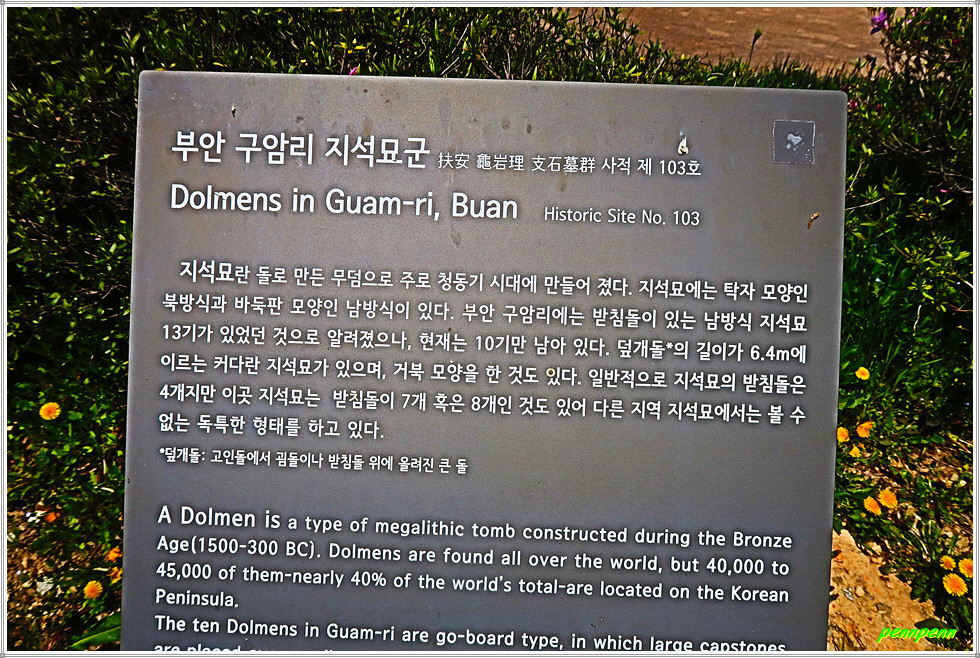 부안 구암리 지석묘군 扶安 龜岩理 支石墓群 사적 제 103호
Dolmens in Guam-ri, Buan Historic Site No. 103
지석묘란 돌로 만든 무덤으로 주로 청동기 시대에 만들어 졌다. 지석묘에는 탁자 모양인
북방식과 바둑판 모양인 남방식이 있다. 부안 구암리에는 받침돌이 있는 남방식 지석묘
13기가 있었던 것으로 알려졌으나, 현재는 10기만 남아 있다. 덮개돌*의 길이가 6.4m에
이르는 커다란 지석묘가 있으며, 거북 모양을 한 것도 있다. 일반적으로 지석묘의 받침돌은
4개지만 이곳 지석묘는 받침돌이 7개 혹은 8개인 것도 있어 다른 지역 지석묘에서는 볼 수
없는 독특한 형태를 하고 있다.
*덮개돌: 고인돌에서 굄돌이나 받침돌 위에 올려진 큰 돌
A Dolmen is a type of megalithic tomb constructed during the Bronze
Age(1500-300 BC). Dolmens are found all over the world, but 40,000 to
45,000 of them-nearly 40% of the world's total-are located on the Korean
Peninsula.
The ten Dolmens in Guam-ri are go-board type, in which large capstones
are placed
pennpenn